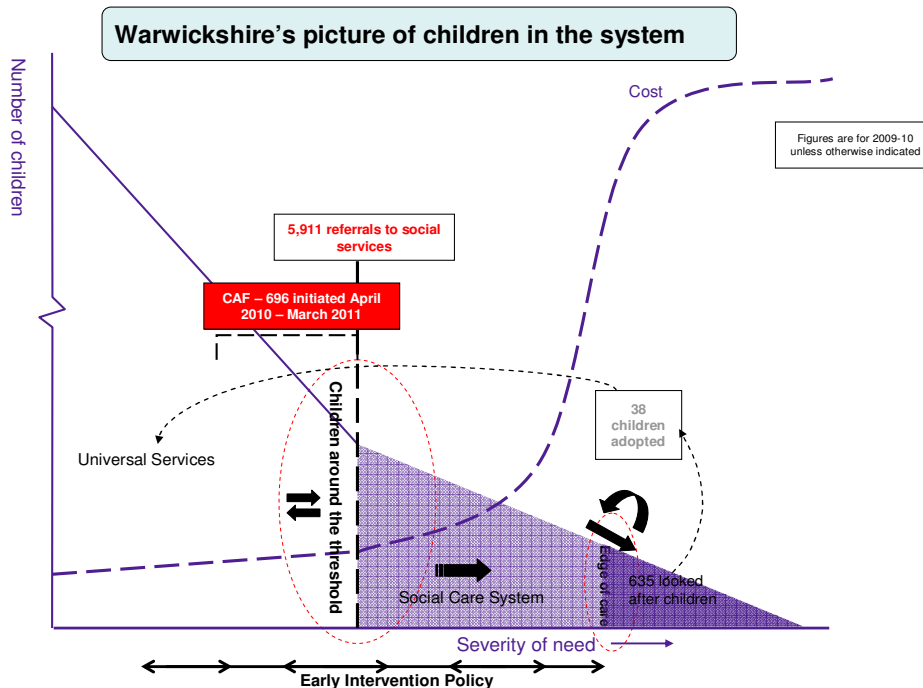 Warwickshire's picture of children in the system
Number of children
Cost
Figures are for 2009-10
unless otherwise indicated
5,911 referrals to social
services
CAF – 696 initiated April
2010 – March 2011
Children around the threshold
38
children
adopted
Universal Services
Edge of care
635 looked
after children
Social Care System
Severity of need
Early Intervention Policy